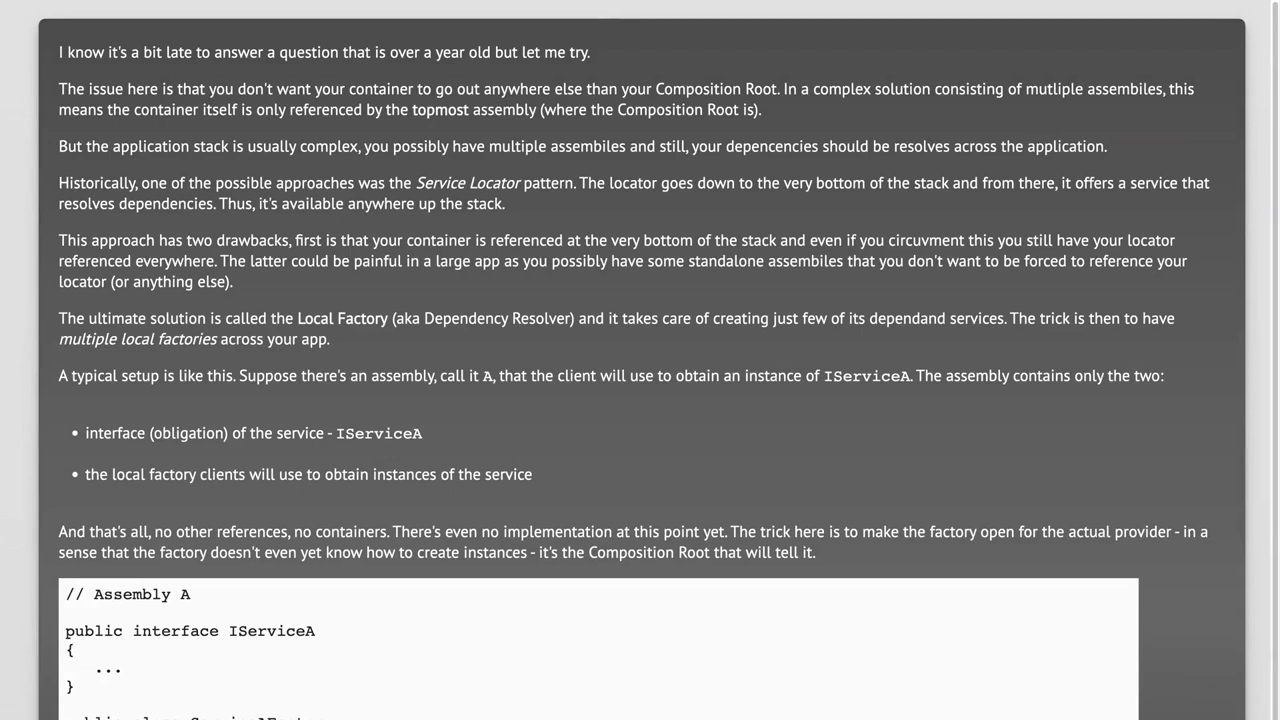 I know it's a bit late to answer a question that is over a year old but let me try.
The issue here is that you don't want your container to go out anywhere else than your Composition Root. In a complex solution consisting of mutliple assembiles, this
means the container itself is only referenced by the topmost assembly (where the Composition Root is).
But the application stack is usually complex, you possibly have multiple assembiles and still, your depencencies should be resolves across the application.
Historically, one of the possible approaches was the Service Locator pattern. The locator goes down to the very bottom of the stack and from there, it offers a service that
resolves dependencies. Thus, it's available anywhere up the stack.
This approach has two drawbacks, first is that your container is referenced at the very bottom of the stack and even if you circuvment this you still have your locator
referenced everywhere. The latter could be painful in a large app as you possibly have some standalone assembiles that you don't want to be forced to reference your
locator (or anything else).
The ultimate solution is called the Local Factory (aka Dependency Resolver) and it takes care of creating just few of its dependand services. The trick is then to have
multiple local factories across your app.
A typical setup is like this. Suppose there's an assembly, call it A, that the client will use to obtain an instance of IServiceA. The assembly contains only the two:
• interface (obligation) of the service - IServiceA
• the local factory clients will use to obtain instances of the service
And that's all, no other references, no containers. There's even no implementation at this point yet. The trick here is to make the factory open for the actual provider - in a
sense that the factory doesn't even yet know how to create instances - it's the Composition Root that will tell it.
// Assembly A
public interface IServiceA
{
...
}